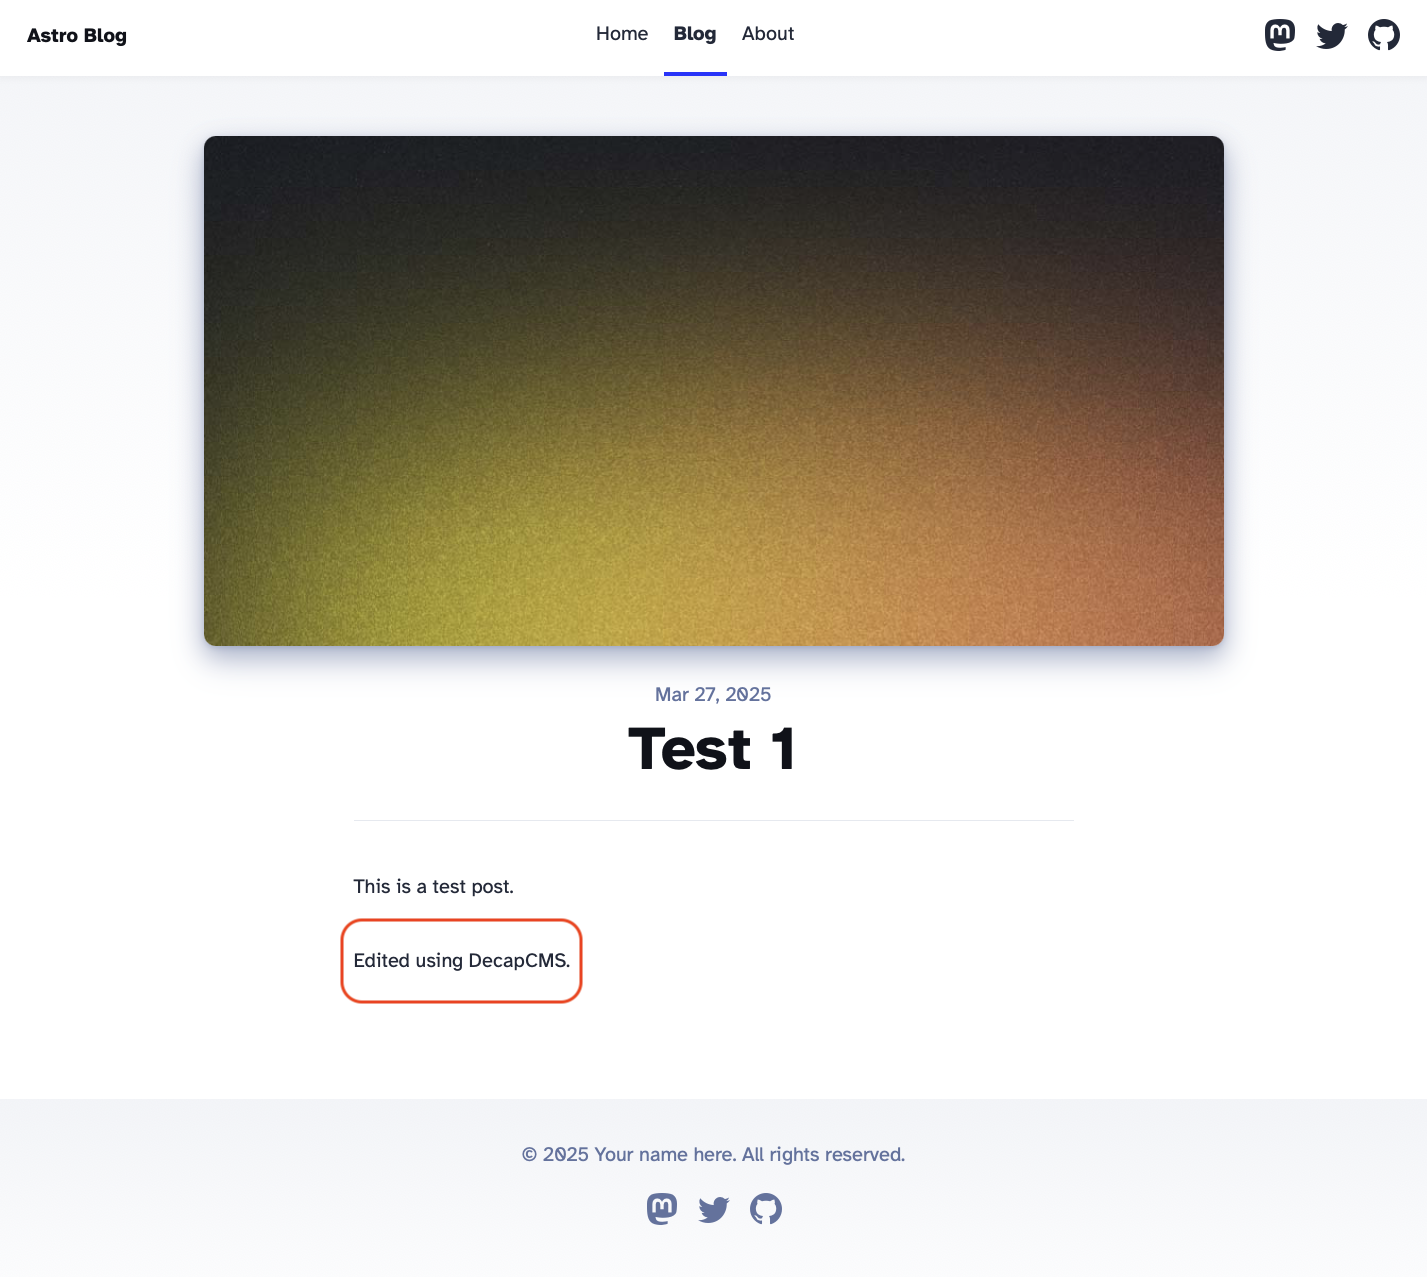 Astro Blog
Home Blog About
Mar 27, 2025
Test 1
This is a test post.
Edited using DecapCMS.
© 2025 Your name here. All rights reserved.